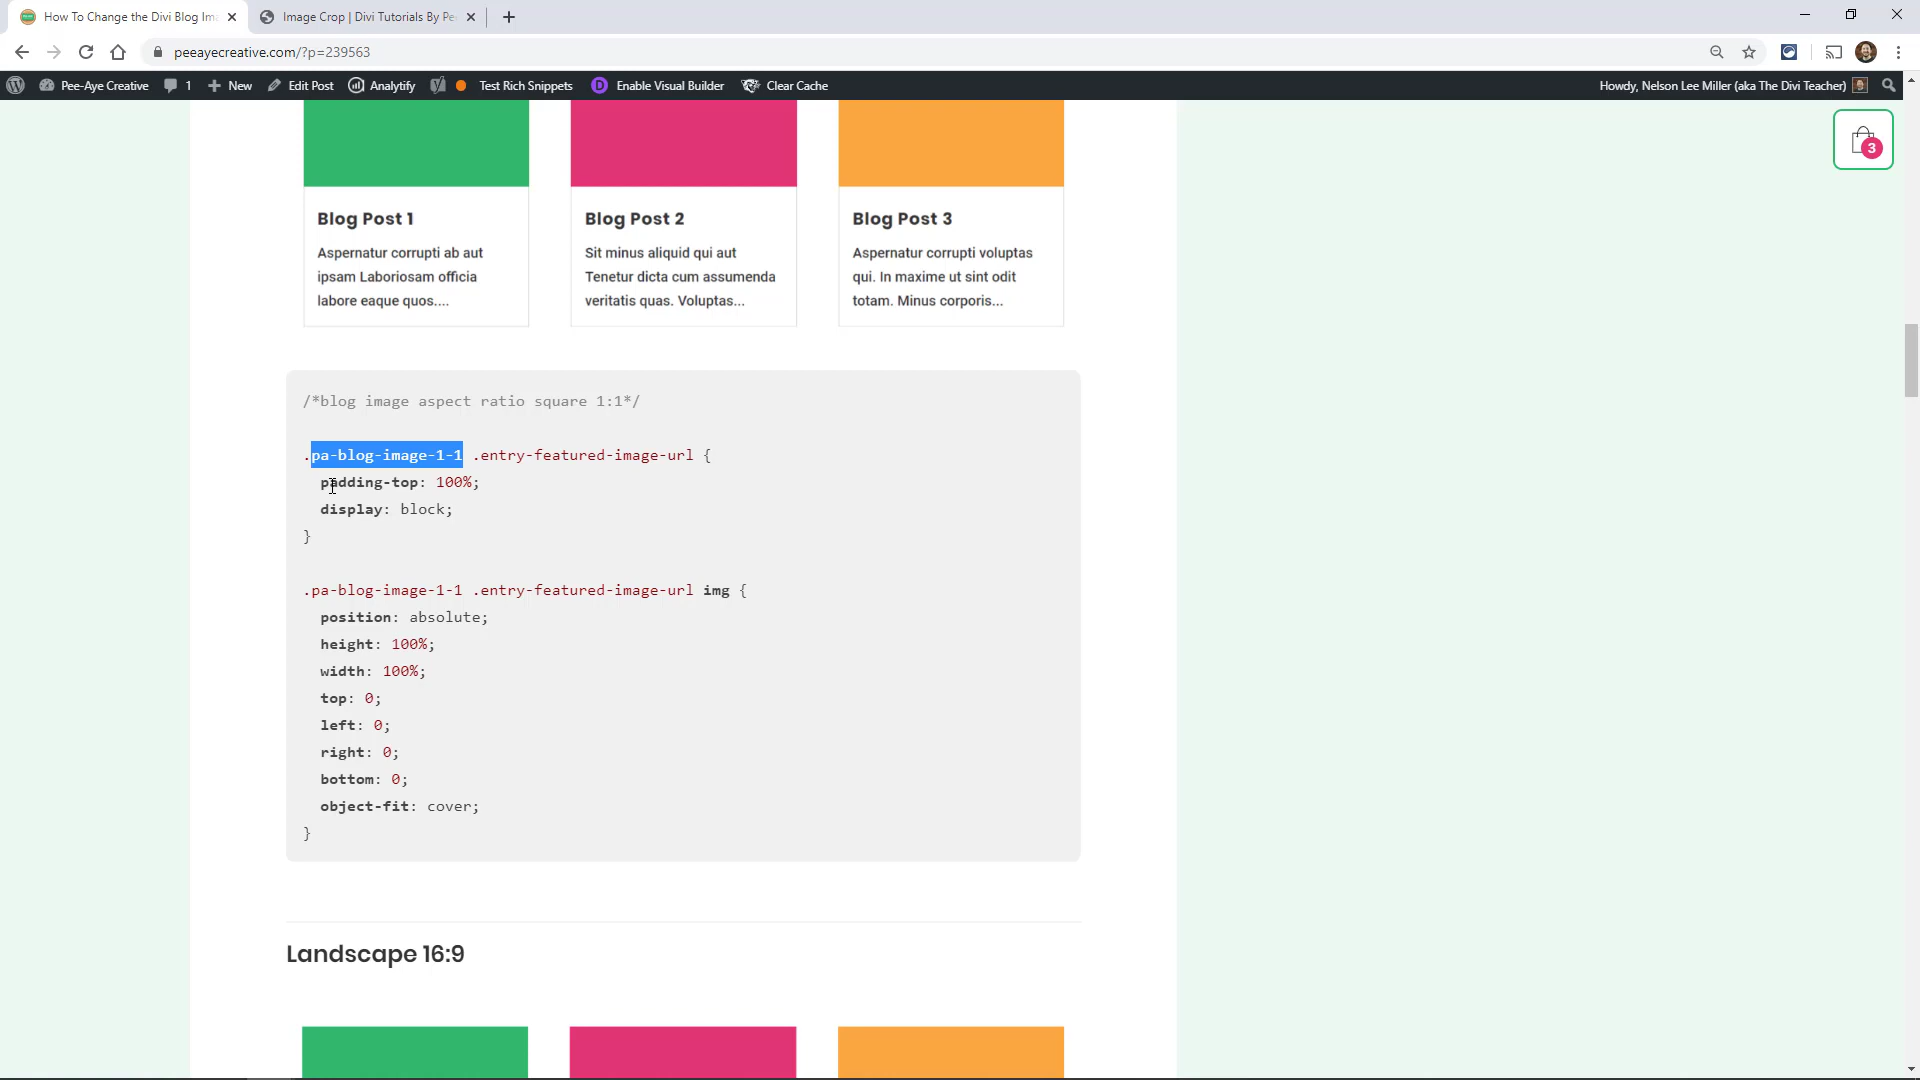 How To Change the Divi Blog Ima
Image Crop | Divi Tutorials By Pe
peeayecreative.com/?p=239563
Pee-Aye Creative
1
New
Edit Post
Analytify
Test Rich Snippets
D
Enable Visual Builder
Clear Cache
Howdy, Nelson Lee Miller (aka The Divi Teacher)
3
Blog Post 1
Aspernatur corrupti ab aut
ipsam Laboriosam officia
labore eaque quos....
Blog Post 2
Sit minus aliquid qui aut
Tenetur dicta cum assumenda
veritatis quas. Voluptas...
Blog Post 3
Aspernatur corrupti voluptas
qui. In maxime ut sint odit
totam. Minus corporis...
/*blog image aspect ratio square 1:1*/
.pa-blog-image-1-1 .entry-featured-image-url {
padding-top: 100%;
display: block;
}
.pa-blog-image-1-1 .entry-featured-image-url img {
position: absolute;
height: 100%;
width: 100%;
top: 0;
left: 0;
right: 0;
bottom: 0;
object-fit: cover;
}
Landscape 16:9